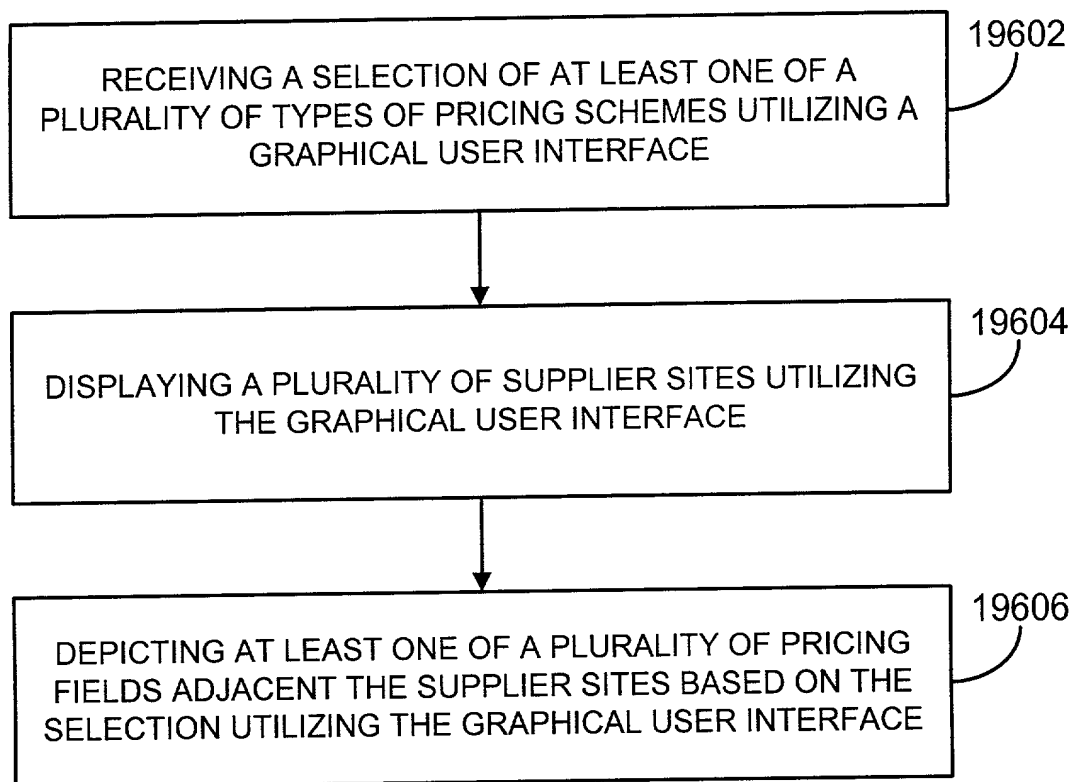 19602
RECEIVING A SELECTION OF AT LEAST ONE OF A
PLURALITY OF TYPES OF PRICING SCHEMES UTILIZING A
GRAPHICAL USER INTERFACE
19604
DISPLAYING A PLURALITY OF SUPPLIER SITES UTILIZING
THE GRAPHICAL USER INTERFACE
19606
DEPICTING AT LEAST ONE OF A PLURALITY OF PRICING
FIELDS ADJACENT THE SUPPLIER SITES BASED ON THE
SELECTION UTILIZING THE GRAPHICAL USER INTERFACE